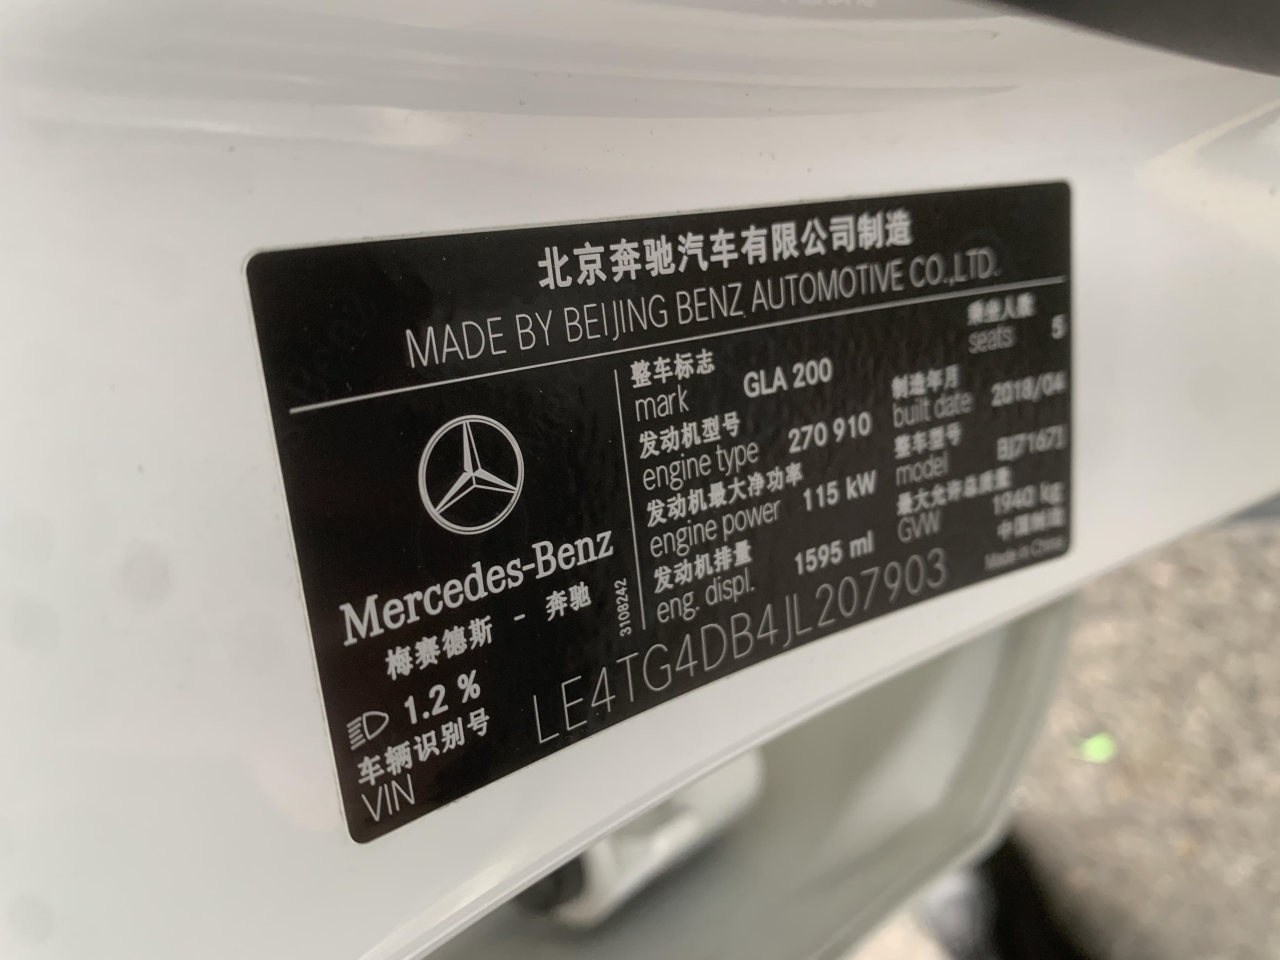 北京奔驰汽车有限公司制造
MADE BY BEIJING BENZ AUTOMOTIVE CO.,LTD.
乘坐人数
seats 5
整车标志
mark GLA 200
制造年月
built date 2018/04
发动机型号
engine type 270 910
整车型号
model
发动机最大净功率
engine power 115 kW
最大允许总质量
GVW 1940 kg
发动机排量
eng. displ. 1595 ml
中国制造
Made in China
Mercedes-Benz
梅赛德斯 - 奔驰
3108242
1.2 %
车辆识别号
VIN LE4TG4DB4JL207903